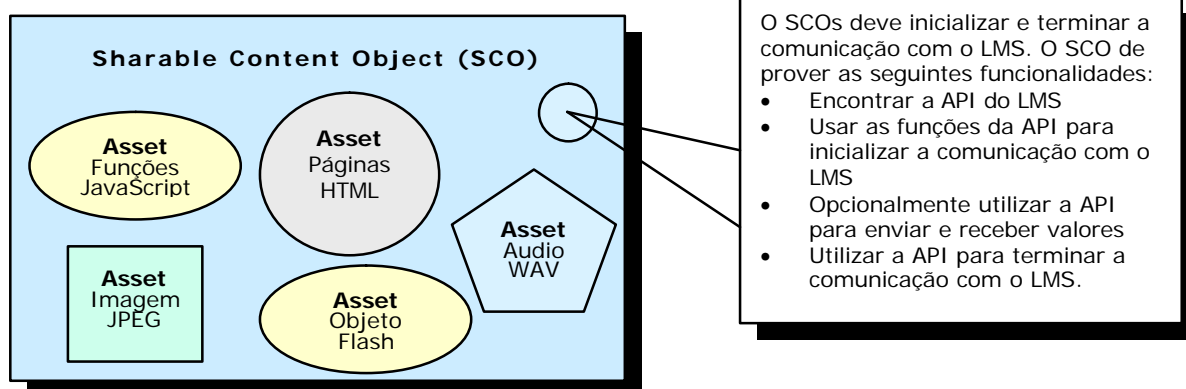 Sharable Content Object (SCO)
Asset
Funções
JavaScript
Asset
Páginas
HTML
Asset
Audio
WAV
Asset
Imagem
JPEG
Asset
Objeto
Flash
O SCOs deve inicializar e terminar a
comunicação com o LMS. O SCO de
prover as seguintes funcionalidades:
• Encontrar a API do LMS
• Usar as funções da API para
inicializar a comunicação com o
LMS
• Opcionalmente utilizar a API
para enviar e receber valores
• Utilizar a API para terminar a
comunicação com o LMS.